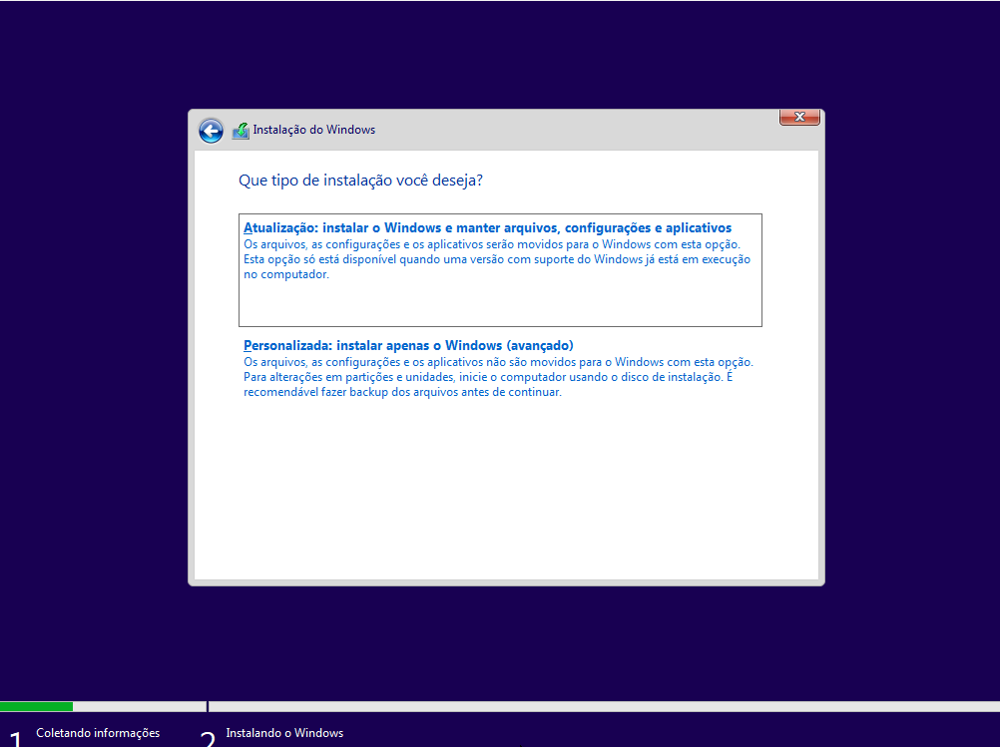 Instalação do Windows
Que tipo de instalação você deseja?
Atualização: instalar o Windows e manter arquivos, configurações e aplicativos
Os arquivos, as configurações e os aplicativos serão movidos para o Windows com esta opção.
Esta opção só está disponível quando uma versão com suporte do Windows já está em execução
no computador.
Personalizada: instalar apenas o Windows (avançado)
Os arquivos, as configurações e os aplicativos não são movidos para o Windows com esta opção.
Para alterações em partições e unidades, inicie o computador usando o disco de instalação. É
recomendável fazer backup dos arquivos antes de continuar.
1 Coletando informações
2 Instalando o Windows